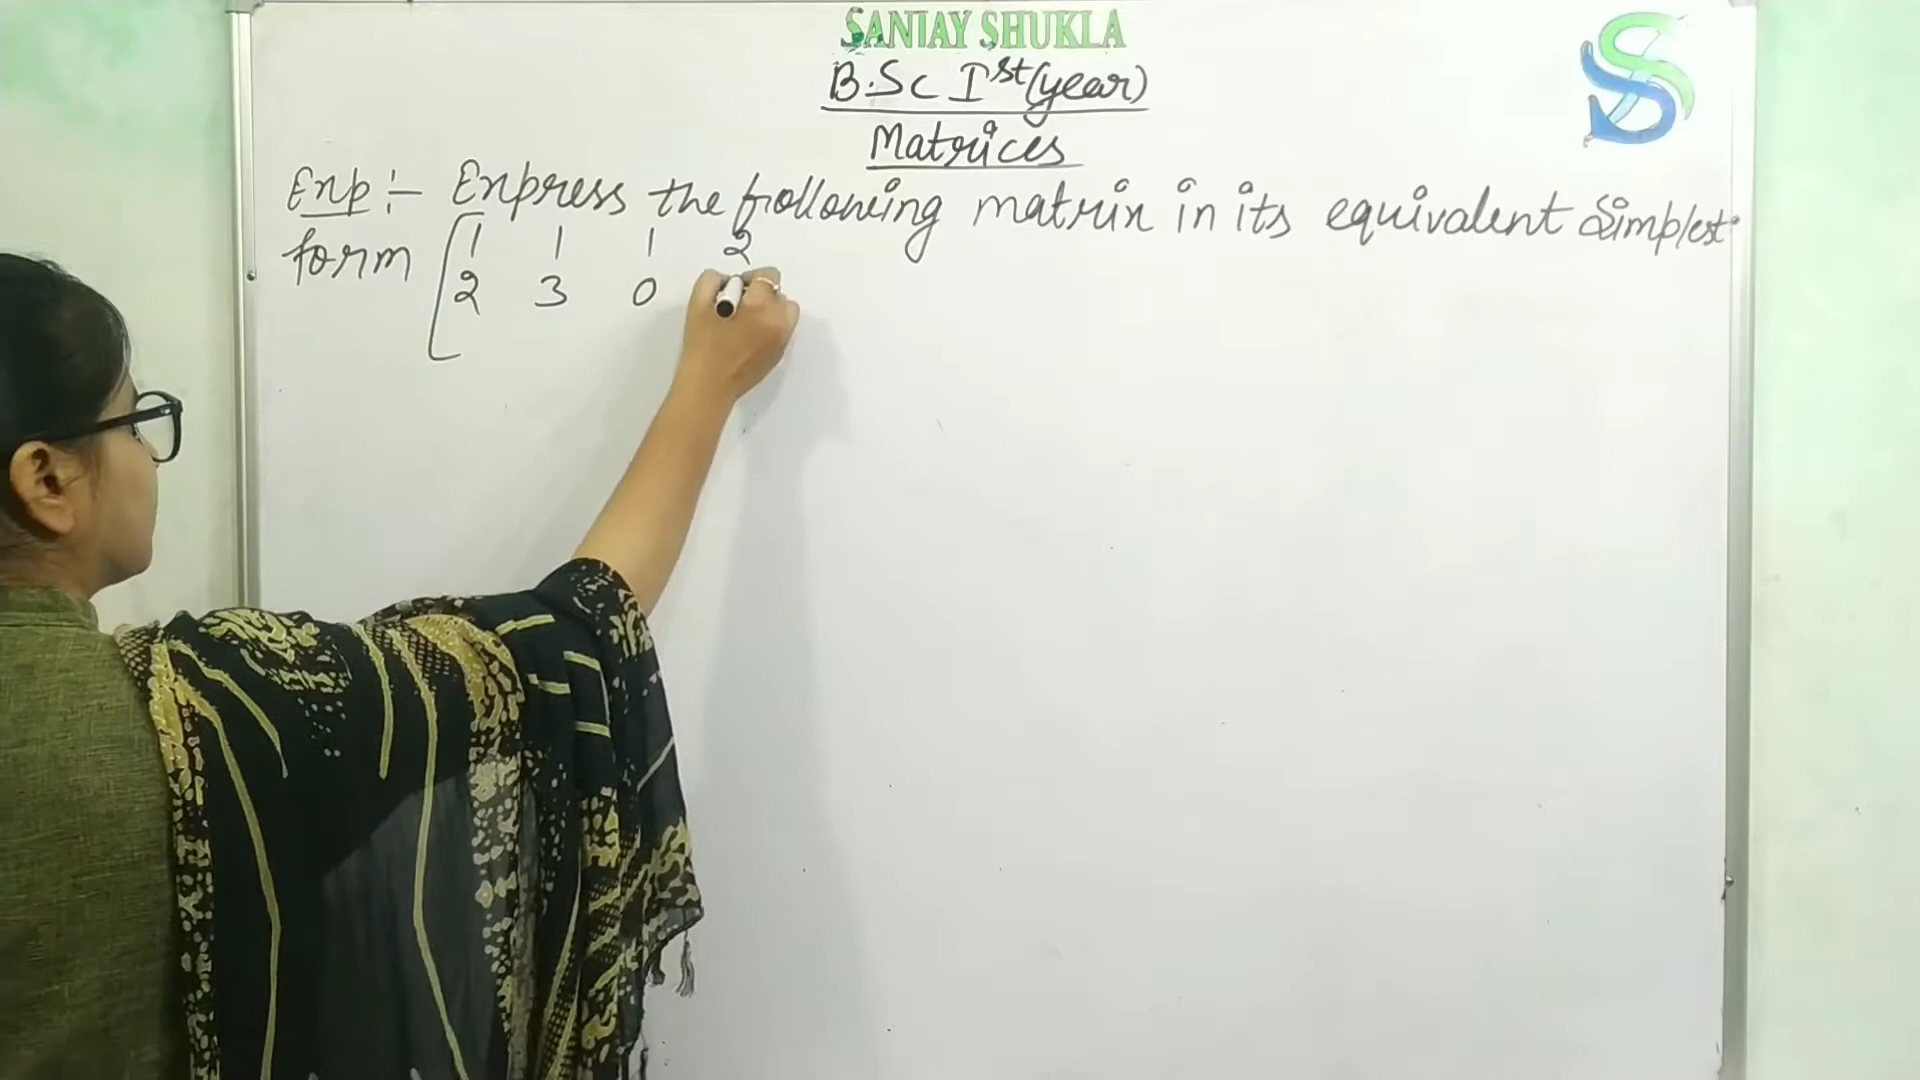 SANJAY SHUKLA
B.Sc Ist (year)
Matrices
Exp :- Express the following matrix in its equivalent Simplest
form [ 1 1 1 2
2 3 0